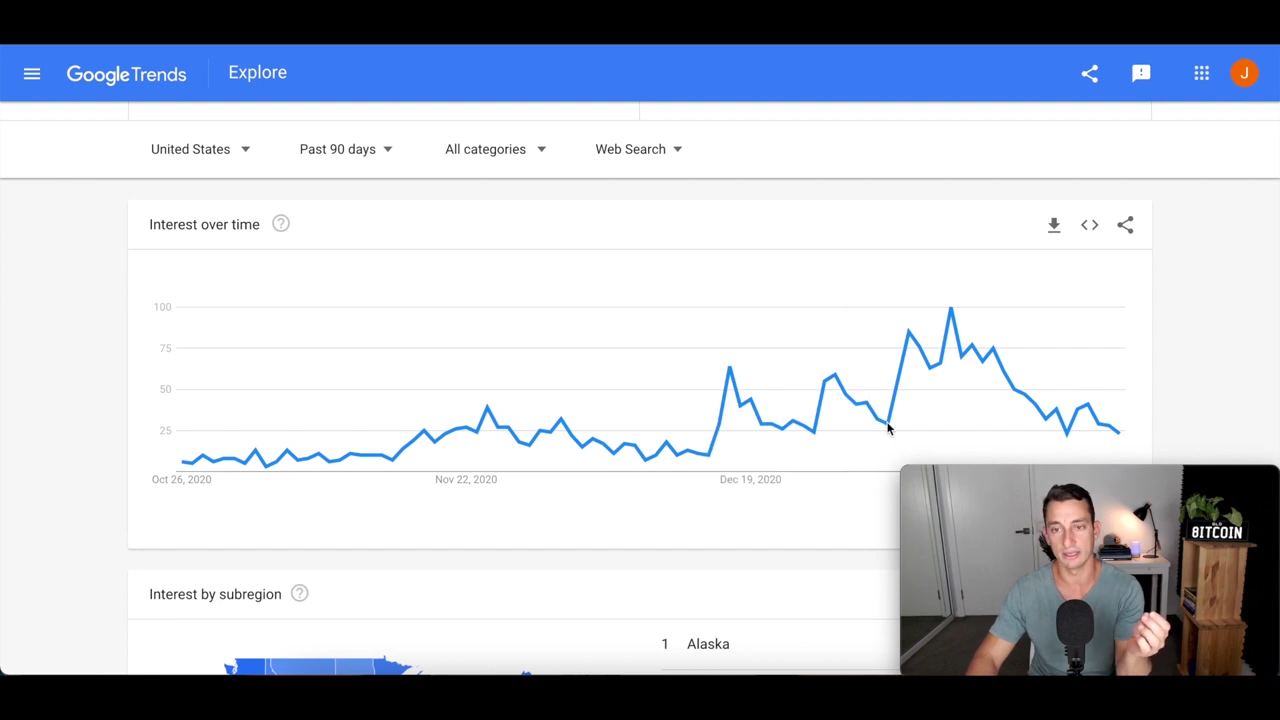 Google Trends Explore J
United States Past 90 days All categories Web Search
Interest over time ?
100
75
50
25
Oct 26, 2020 Nov 22, 2020 Dec 19, 2020
Interest by subregion ?
1 Alaska
BITCOIN